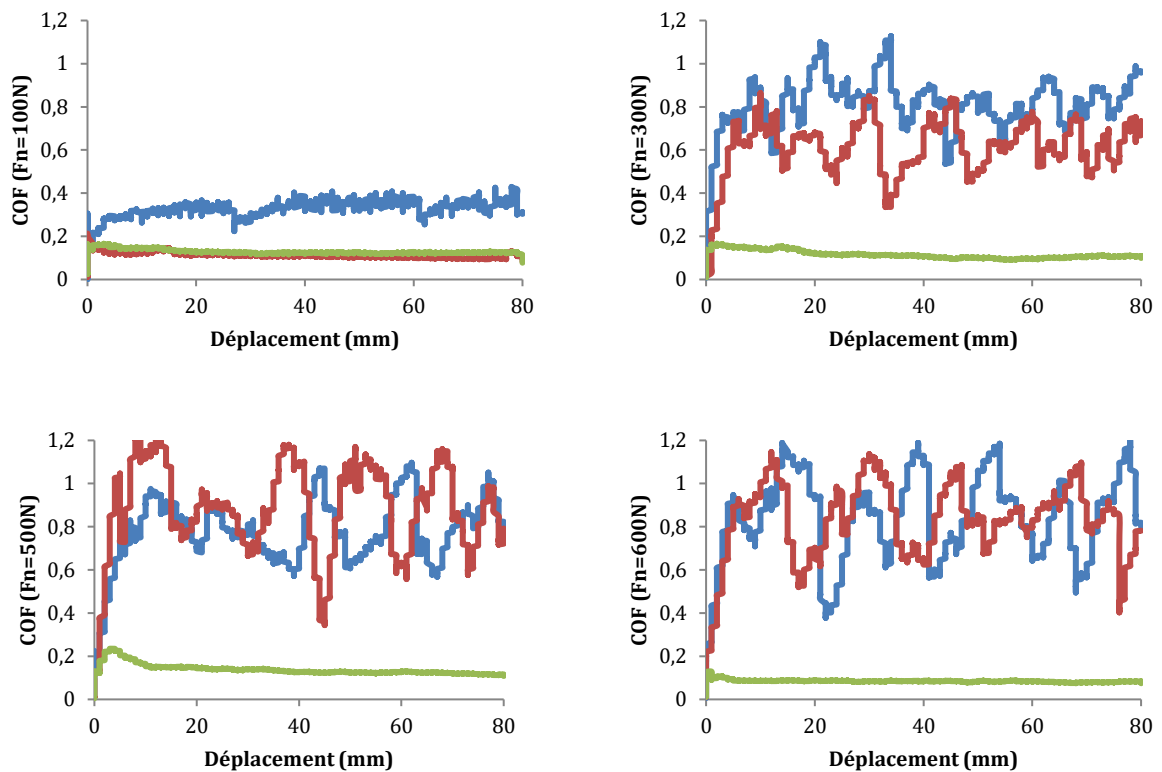 COF (Fn=100N)
1,2
1
0,8
0,6
0,4
0,2
0
0 20 40 60 80
Déplacement (mm)
COF (Fn=300N)
1,2
1
0,8
0,6
0,4
0,2
0
0 20 40 60 80
Déplacement (mm)
COF (Fn=500N)
1,2
1
0,8
0,6
0,4
0,2
0
0 20 40 60 80
Déplacement (mm)
COF (Fn=600N)
1,2
1
0,8
0,6
0,4
0,2
0
0 20 40 60 80
Déplacement (mm)